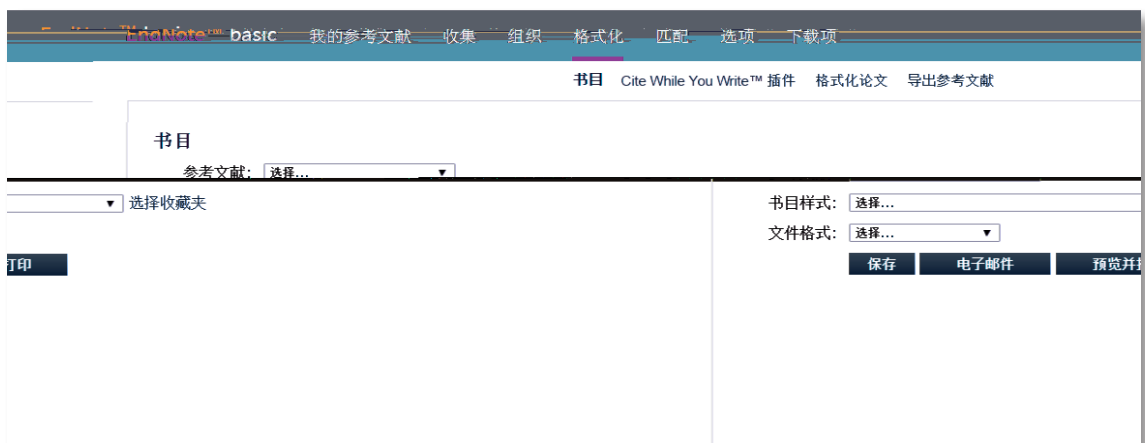 EndNote™ basic 我的参考文献 收集 组织 格式化 匹配 选项 下载项
书目 Cite While You Write™ 插件 格式化论文 导出参考文献
书目
参考文献: 选择...
选择收藏夹
书目样式: 选择...
文件格式: 选择...
保存 电子邮件 预览并打印